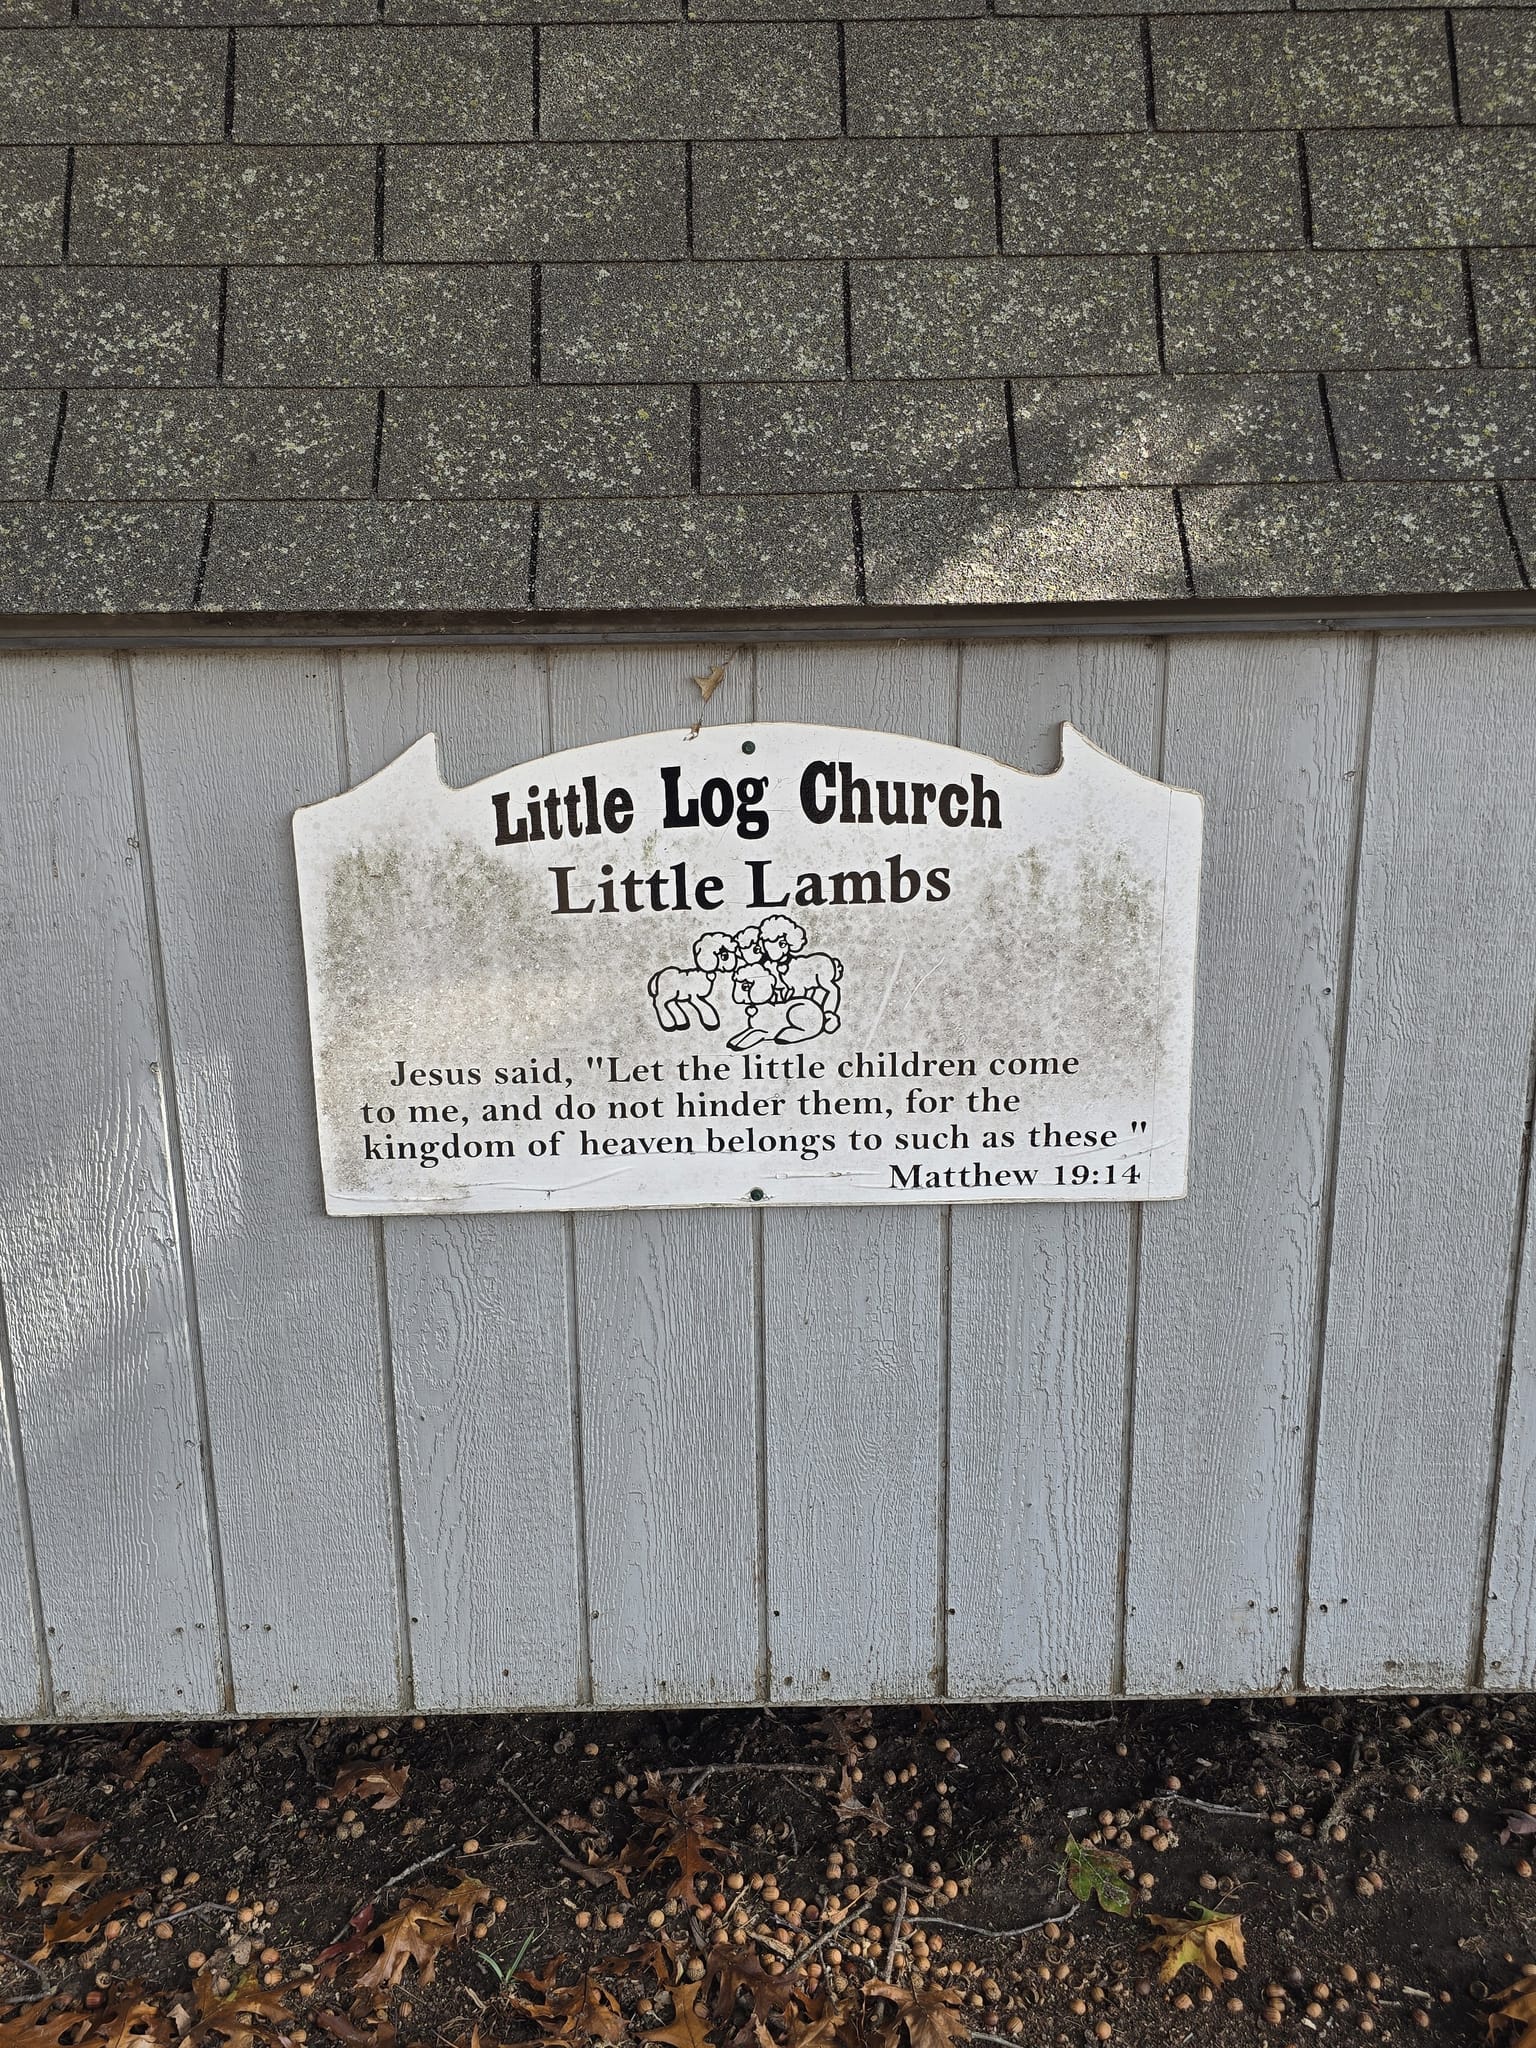 Little Log Church
Little Lambs
Jesus said, "Let the little children come
to me, and do not hinder them, for the
kingdom of heaven belongs to such as these "
Matthew 19:14